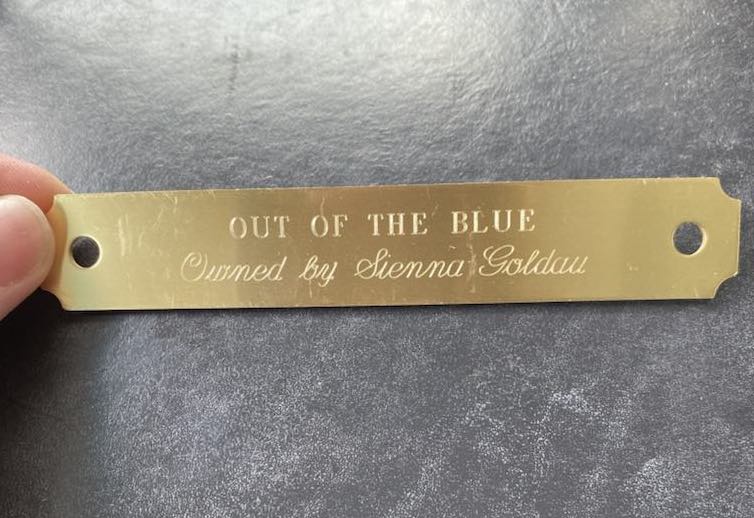 OUT OF THE BLUE
Owned by Sienna Goldau